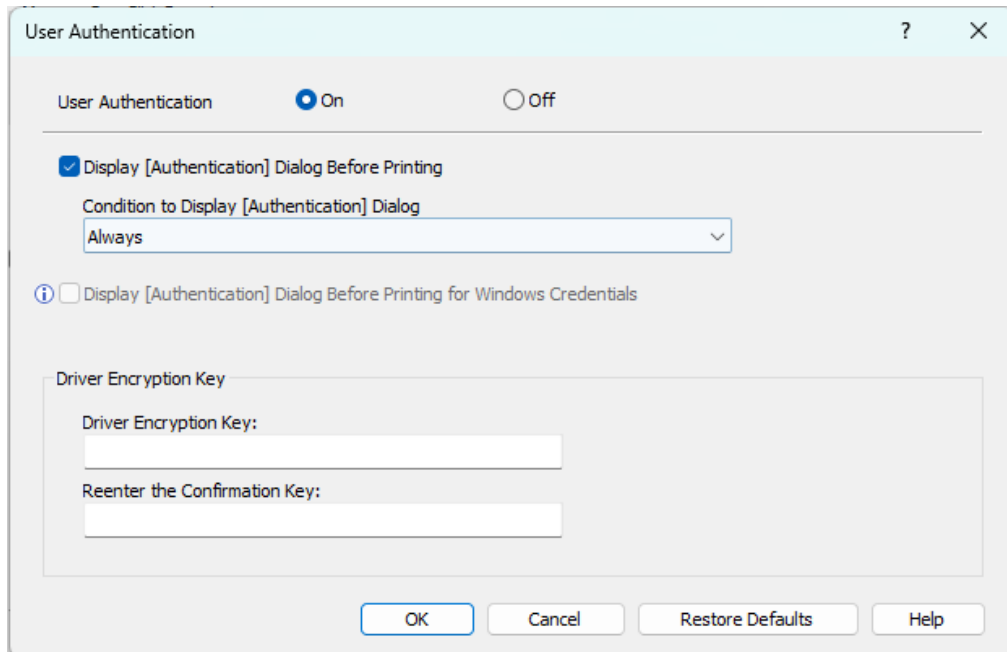 User Authentication
?
User Authentication On Off
Display [Authentication] Dialog Before Printing
Condition to Display [Authentication] Dialog
Always
Display [Authentication] Dialog Before Printing for Windows Credentials
Driver Encryption Key
Driver Encryption Key:
Reenter the Confirmation Key:
OK Cancel Restore Defaults Help